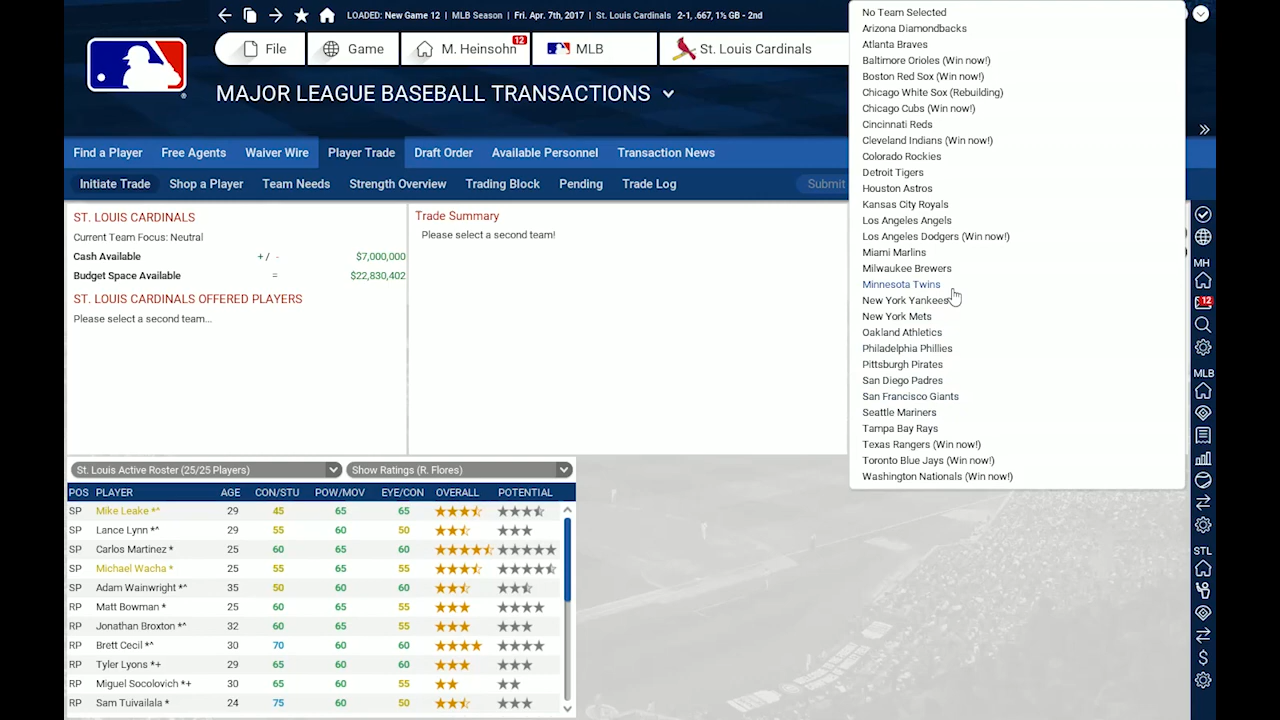 LOADED: New Game 12 | MLB Season | Fri. Apr. 7th, 2017 | St. Louis Cardinals 2-1, .667, 1½ GB - 2nd
File Game M. Heinsohn 12 MLB St. Louis Cardinals
MAJOR LEAGUE BASEBALL TRANSACTIONS
Find a Player Free Agents Waiver Wire Player Trade Draft Order Available Personnel Transaction News
Initiate Trade Shop a Player Team Needs Strength Overview Trading Block Pending Trade Log Submit
ST. LOUIS CARDINALS
Current Team Focus: Neutral
Cash Available + / - $7,000,000
Budget Space Available = $22,830,402
ST. LOUIS CARDINALS OFFERED PLAYERS
Please select a second team...
Trade Summary
Please select a second team!
No Team Selected
Arizona Diamondbacks
Atlanta Braves
Baltimore Orioles (Win now!)
Boston Red Sox (Win now!)
Chicago White Sox (Rebuilding)
Chicago Cubs (Win now!)
Cincinnati Reds
Cleveland Indians (Win now!)
Colorado Rockies
Detroit Tigers
Houston Astros
Kansas City Royals
Los Angeles Angels
Los Angeles Dodgers (Win now!)
Miami Marlins
Milwaukee Brewers
Minnesota Twins
New York Yankees
New York Mets
Oakland Athletics
Philadelphia Phillies
Pittsburgh Pirates
San Diego Padres
San Francisco Giants
Seattle Mariners
Tampa Bay Rays
Texas Rangers (Win now!)
Toronto Blue Jays (Win now!)
Washington Nationals (Win now!)
St. Louis Active Roster (25/25 Players) Show Ratings (R. Flores)
POS PLAYER AGE CON/STU POW/MOV EYE/CON OVERALL POTENTIAL
SP Mike Leake *^ 29 45 65 65
SP Lance Lynn *^ 29 55 60 50
SP Carlos Martinez * 25 60 65 60
SP Michael Wacha * 25 55 65 55
SP Adam Wainwright *^ 35 50 60 60
RP Matt Bowman * 25 60 65 55
RP Jonathan Broxton *^ 32 60 65 55
RP Brett Cecil *^ 30 70 60 60
RP Tyler Lyons *+ 29 65 60 60
RP Miguel Socolovich *+ 30 65 60 55
RP Sam Tuivailala * 24 75 60 50
MH
12
MLB
STL
$